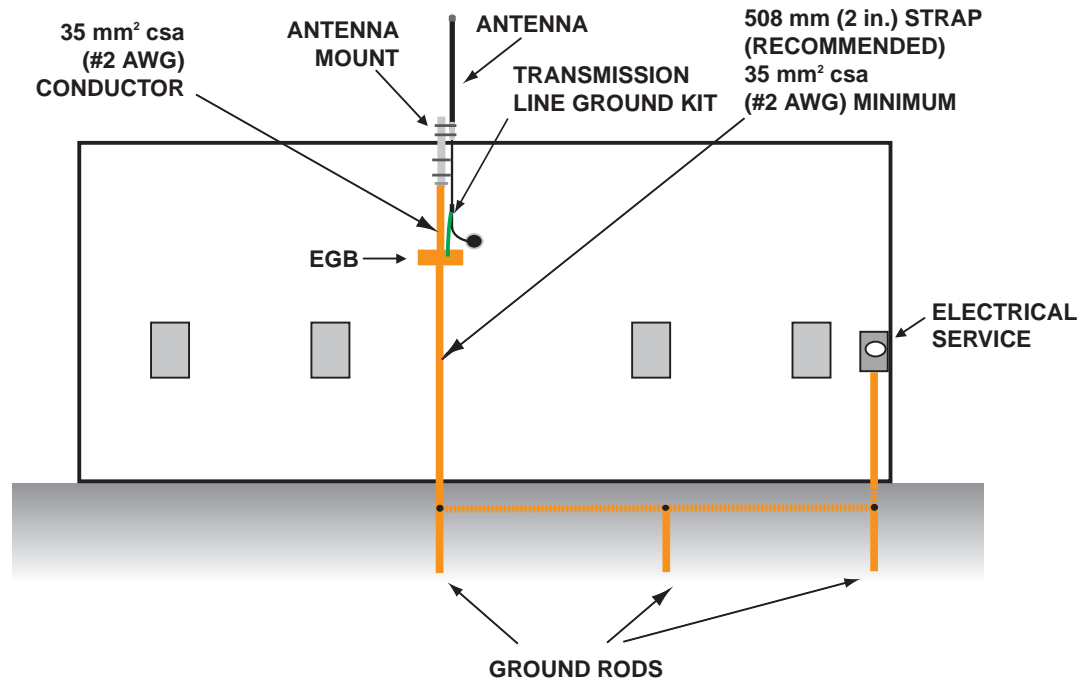 35 mm² csa
(#2 AWG)
CONDUCTOR
ANTENNA
MOUNT
ANTENNA
TRANSMISSION
LINE GROUND KIT
508 mm (2 in.) STRAP
(RECOMMENDED)
35 mm² csa
(#2 AWG) MINIMUM
EGB
ELECTRICAL
SERVICE
GROUND RODS